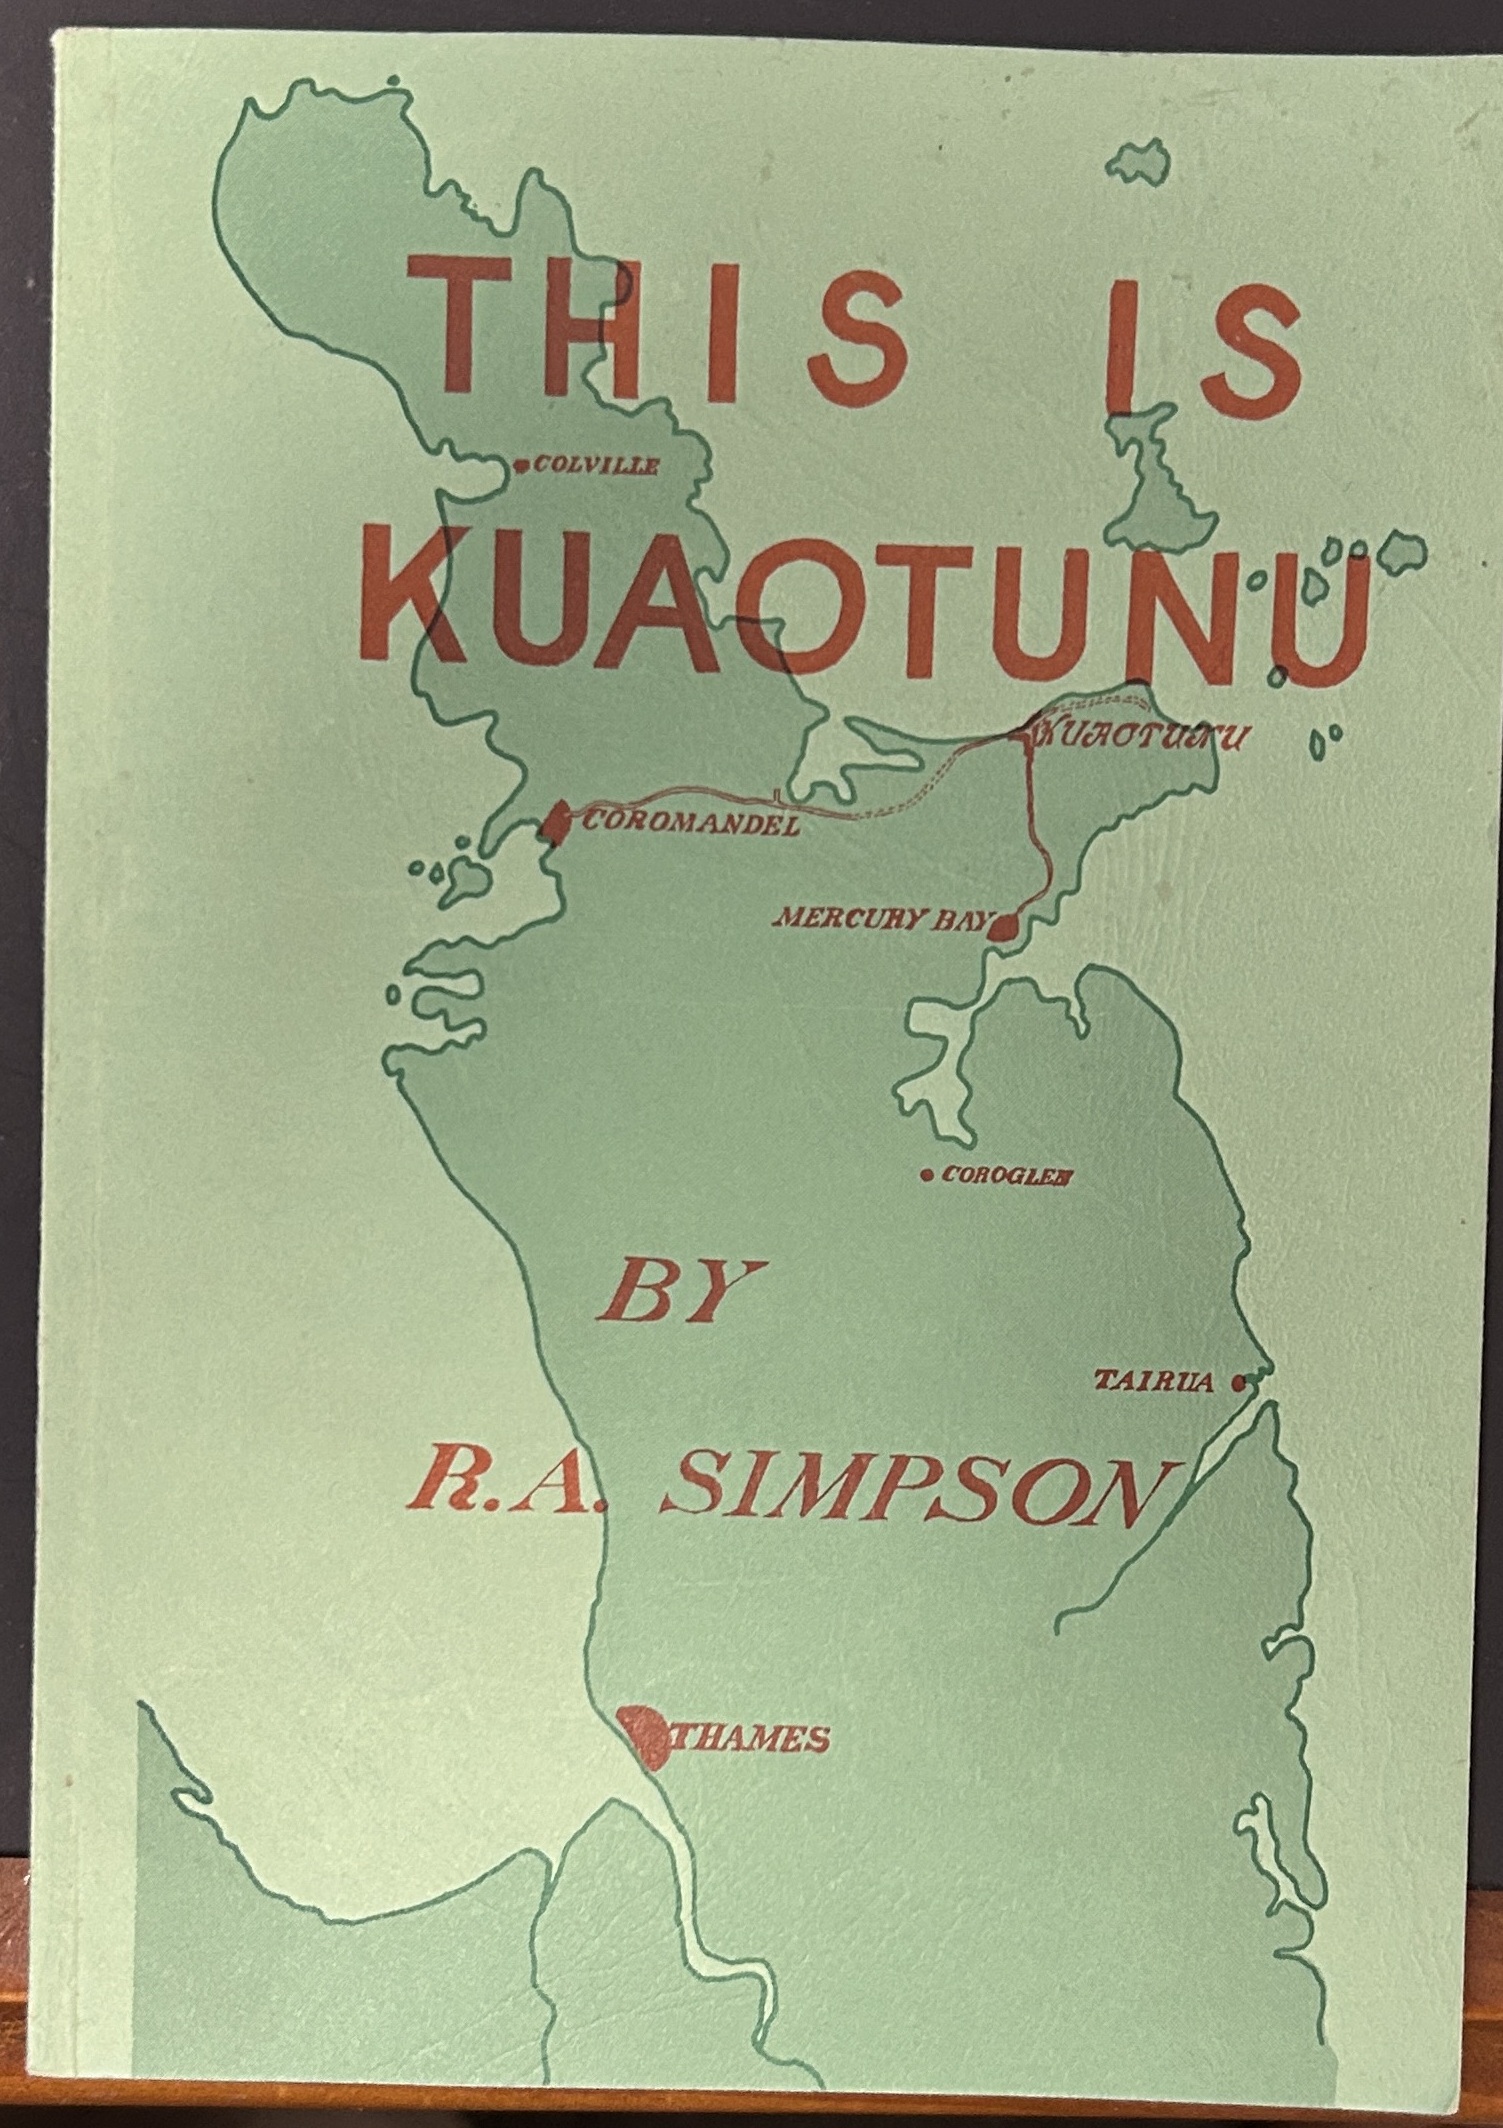 THIS IS
COLVILLE
KUAOTUNU
KUAOTUNU
COROMANDEL
MERCURY BAY
COROGLEN
BY
TAIRUA
R.A. SIMPSON
THAMES